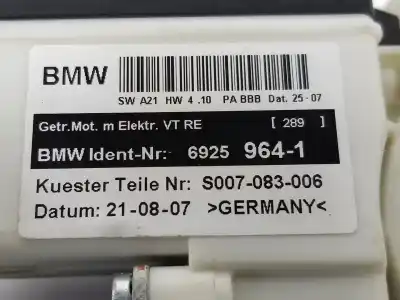 BMW
SW A21 HW 4 .10 PA BBB Dat. 25-07
Getr.Mot. m Elektr. VT RE [ 289 ]
BMW Ident-Nr: 6925 964-1
Kuester Teile Nr: S007-083-006
Datum: 21-08-07 >GERMANY<